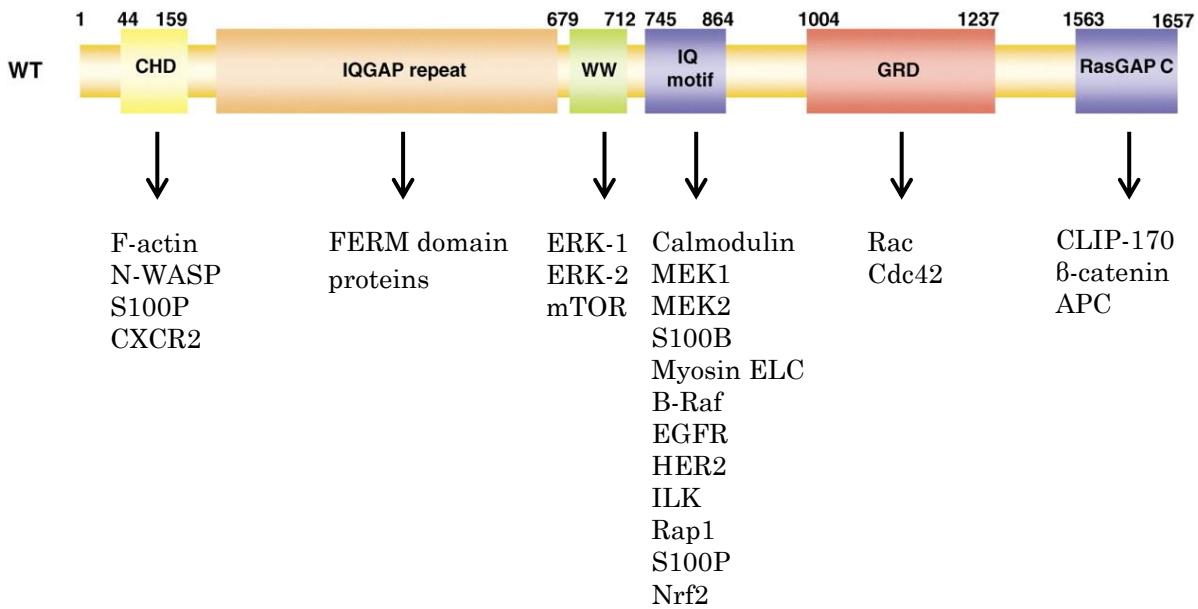 1 44 159 679 712 745 864 1004 1237 1563 1657
WT
CHD
IQGAP repeat
WW
IQ
motif
GRD
RasGAP C
F-actin
N-WASP
S100P
CXCR2
FERM domain
proteins
ERK-1
ERK-2
mTOR
Calmodulin
MEK1
MEK2
S100B
Myosin ELC
B-Raf
EGFR
HER2
ILK
Rap1
S100P
Nrf2
Rac
Cdc42
CLIP-170
β-catenin
APC